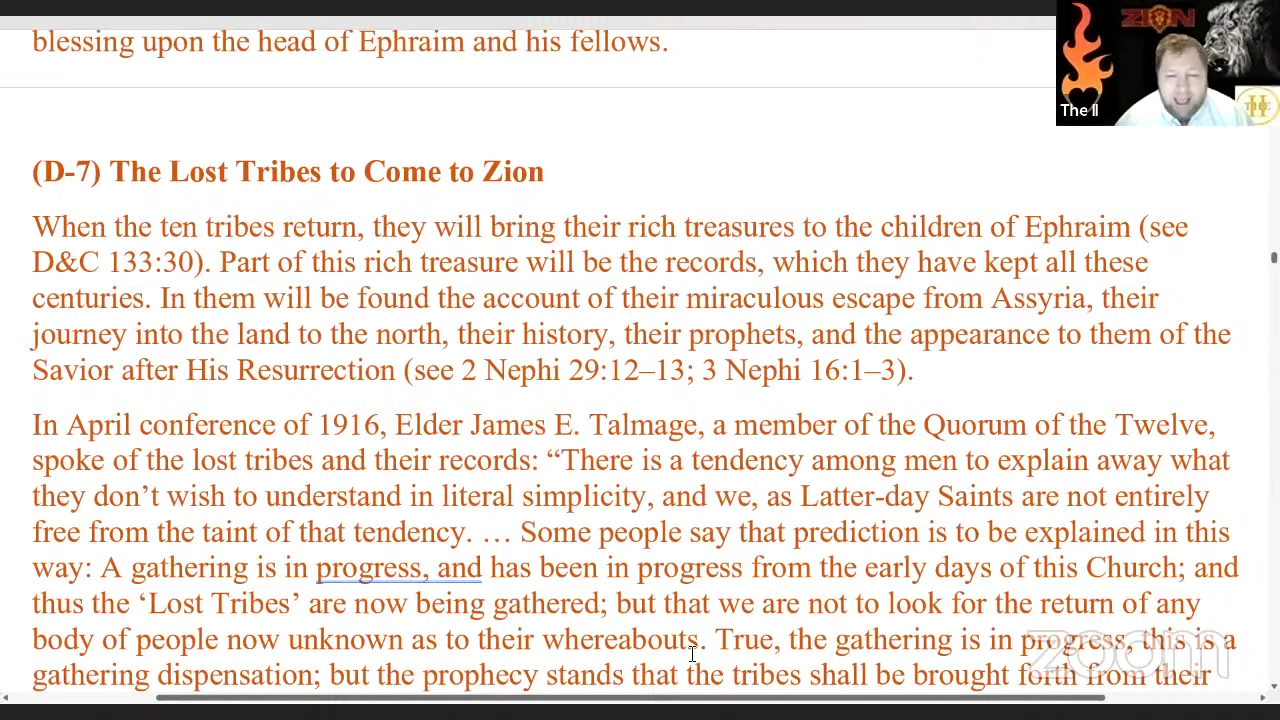 blessing upon the head of Ephraim and his fellows.
ZION
The II
(D-7) The Lost Tribes to Come to Zion
When the ten tribes return, they will bring their rich treasures to the children of Ephraim (see
D&C 133:30). Part of this rich treasure will be the records, which they have kept all these
centuries. In them will be found the account of their miraculous escape from Assyria, their
journey into the land to the north, their history, their prophets, and the appearance to them of the
Savior after His Resurrection (see 2 Nephi 29:12–13; 3 Nephi 16:1–3).
In April conference of 1916, Elder James E. Talmage, a member of the Quorum of the Twelve,
spoke of the lost tribes and their records: “There is a tendency among men to explain away what
they don’t wish to understand in literal simplicity, and we, as Latter-day Saints are not entirely
free from the taint of that tendency. … Some people say that prediction is to be explained in this
way: A gathering is in progress, and has been in progress from the early days of this Church; and
thus the ‘Lost Tribes’ are now being gathered; but that we are not to look for the return of any
body of people now unknown as to their whereabouts. True, the gathering is in progress, this is a
gathering dispensation; but the prophecy stands that the tribes shall be brought forth from their
zoom